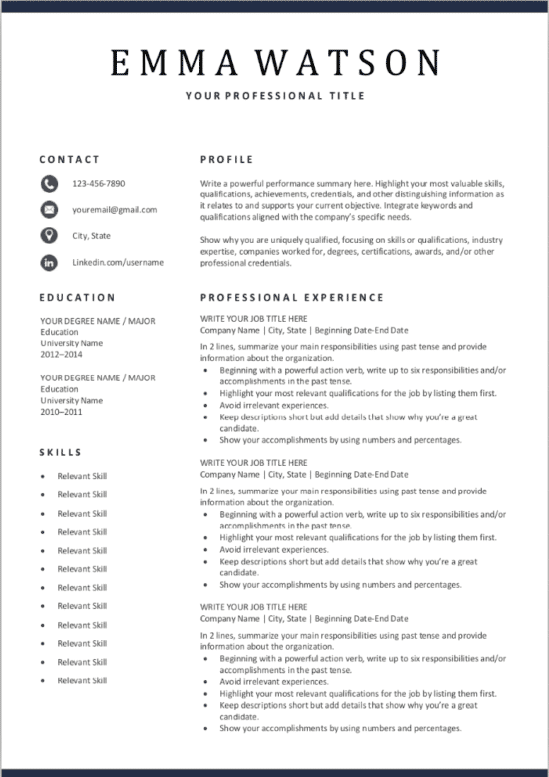 EMMA WATSON
YOUR PROFESSIONAL TITLE
CONTACT
123-456-7890
youremail@gmail.com
City, State
Linkedin.com/username
EDUCATION
YOUR DEGREE NAME / MAJOR
Education
University Name
2012–2014
YOUR DEGREE NAME / MAJOR
Education
University Name
2010–2011
SKILLS
• Relevant Skill
• Relevant Skill
• Relevant Skill
• Relevant Skill
• Relevant Skill
• Relevant Skill
• Relevant Skill
• Relevant Skill
• Relevant Skill
• Relevant Skill
• Relevant Skill
• Relevant Skill
PROFILE
Write a powerful performance summary here. Highlight your most valuable skills,
qualifications, achievements, credentials, and other distinguishing information as
it relates to and supports your current objective. Integrate keywords and
qualifications aligned with the company's specific needs.
Show why you are uniquely qualified, focusing on skills or qualifications, industry
expertise, companies worked for, degrees, certifications, awards, and/or other
professional credentials.
PROFESSIONAL EXPERIENCE
WRITE YOUR JOB TITLE HERE
Company Name | City, State | Beginning Date-End Date
In 2 lines, summarize your main responsibilities using past tense and provide
information about the organization.
• Beginning with a powerful action verb, write up to six responsibilities and/or
accomplishments in the past tense.
• Highlight your most relevant qualifications for the job by listing them first.
• Avoid irrelevant experiences.
• Keep descriptions short but add details that show why you're a great
candidate.
• Show your accomplishments by using numbers and percentages.
WRITE YOUR JOB TITLE HERE
Company Name | City, State | Beginning Date-End Date
In 2 lines, summarize your main responsibilities using past tense and provide
information about the organization.
• Beginning with a powerful action verb, write up to six responsibilities and/or
accomplishments in the past tense.
• Highlight your most relevant qualifications for the job by listing them first.
• Avoid irrelevant experiences.
• Keep descriptions short but add details that show why you're a great
candidate.
• Show your accomplishments by using numbers and percentages.
WRITE YOUR JOB TITLE HERE
Company Name | City, State | Beginning Date-End Date
In 2 lines, summarize your main responsibilities using past tense and provide
information about the organization.
• Beginning with a powerful action verb, write up to six responsibilities and/or
accomplishments in the past tense.
• Avoid irrelevant experiences.
• Highlight your most relevant qualifications for the job by listing them first.
• Keep descriptions short but add details that show why you're a great
candidate.
• Show your accomplishments by using numbers and percentages.